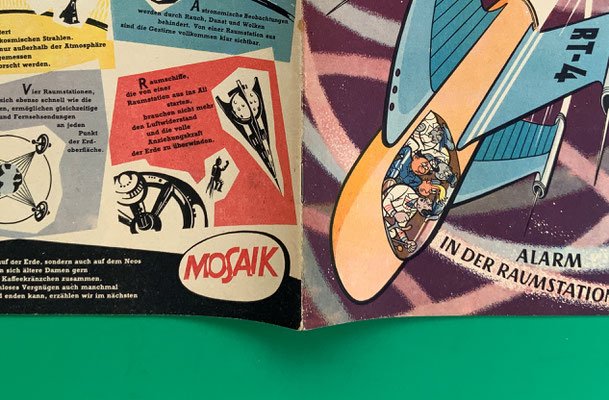 Astronomische Beobachtungen
werden durch Rauch, Dunst und Wolken
behindert. Von einer Raumstation aus
sind die Gestirne vollkommen klar sichtbar.
kosmischen Strahlen.
nur außerhalb der Atmosphäre
gemessen
werden.
Vier Raumstationen,
sich ebenso schnell wie die
ermöglichen gleichzeitige
und Fernsehsendungen
an jeden
Punkt
der Erd-
oberfläche.
Raumschiffe,
die von einer
Raumstation aus ins All
starten,
brauchen nicht mehr
den Luftwiderstand
und die volle
Anziehungskraft
der Erde zu überwinden.
auf der Erde, sondern auch auf dem Neos
sich ältere Damen gern
Kaffeekränzchen zusammen.
Vergnügen auch manchmal
enden kann, erzählen wir im nächsten
MOSAIK
RT-4
ALARM
IN DER RAUMSTATION